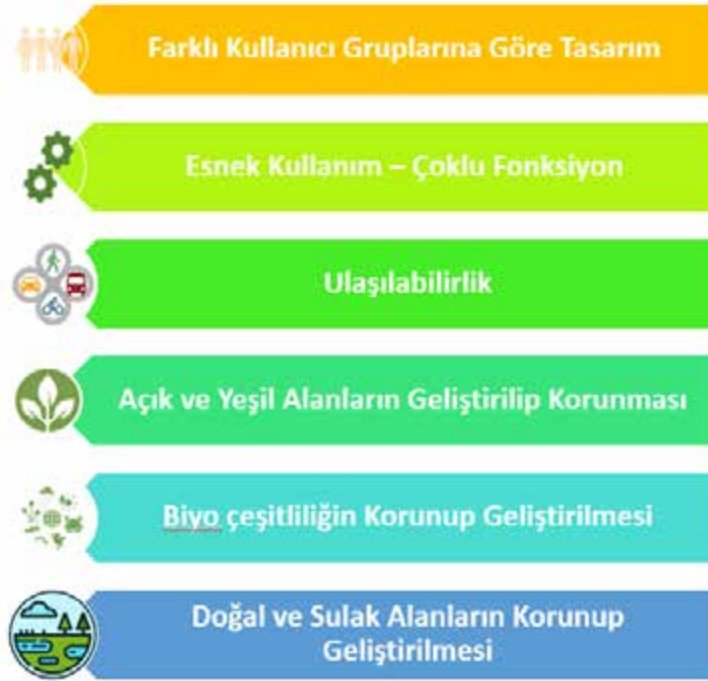 Farklı Kullanıcı Gruplarına Göre Tasarım
Esnek Kullanım – Çoklu Fonksiyon
Ulaşılabilirlik
Açık ve Yeşil Alanların Geliştirilip Korunması
Biyo çeşitliliğin Korunup Geliştirilmesi
Doğal ve Sulak Alanların Korunup
Geliştirilmesi